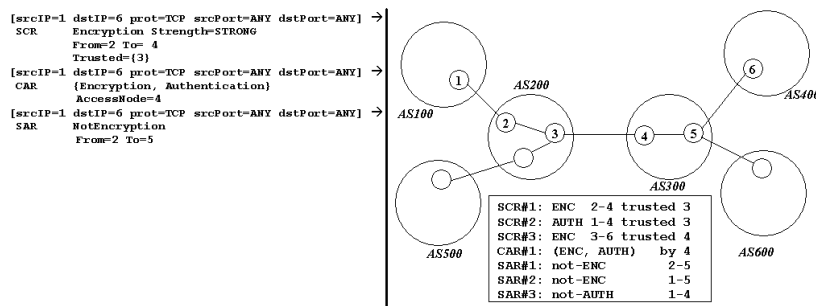 [srcIP=1 dstIP=6 prot=TCP srcPort=ANY dstPort=ANY] →
SCR Encryption Strength=STRONG
From=2 To= 4
Trusted={3}
[srcIP=1 dstIP=6 prot=TCP srcPort=ANY dstPort=ANY] →
CAR {Encryption, Authentication}
AccessNode=4
[srcIP=1 dstIP=6 prot=TCP srcPort=ANY dstPort=ANY] →
SAR NotEncryption
From=2 To=5
1
AS100
AS200
2
3
4
5
6
AS400
AS300
AS500
AS600
SCR#1: ENC 2-4 trusted 3
SCR#2: AUTH 1-4 trusted 3
SCR#3: ENC 3-6 trusted 4
CAR#1: (ENC, AUTH) by 4
SAR#1: not-ENC 2-5
SAR#2: not-ENC 1-5
SAR#3: not-AUTH 1-4